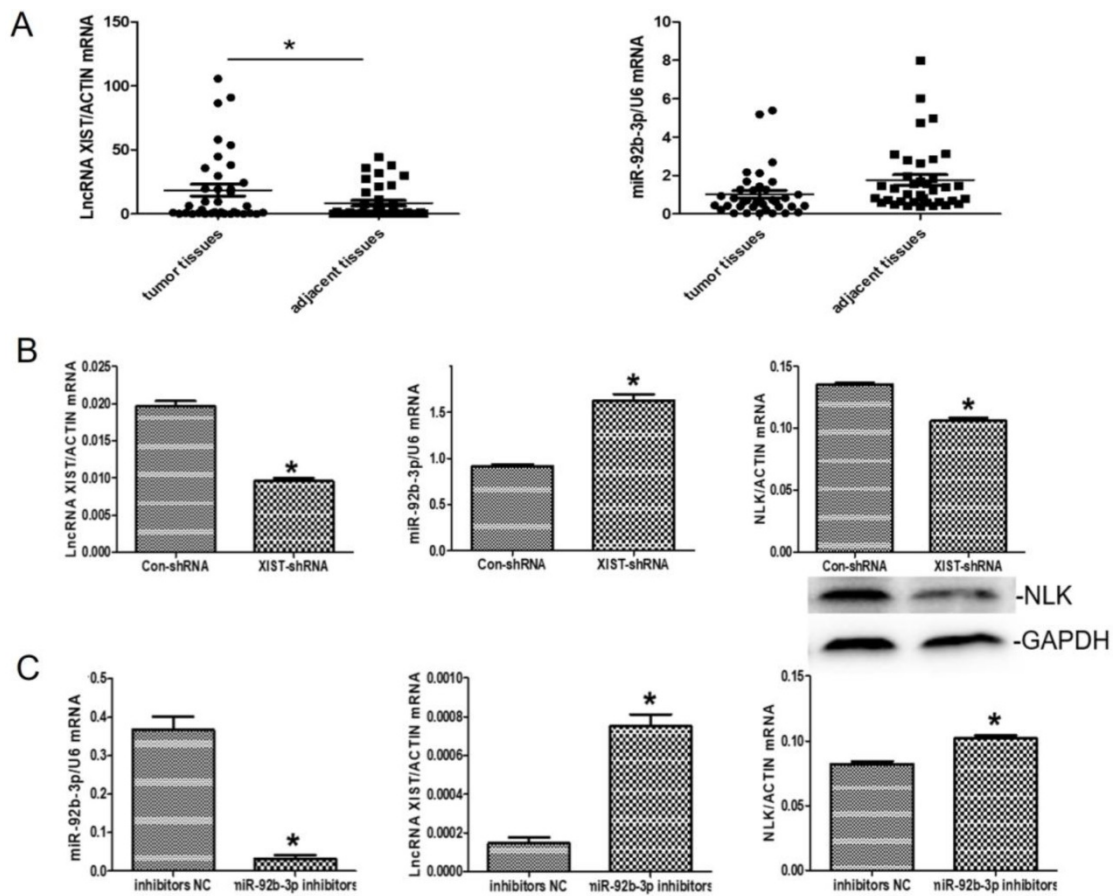 A
LncRNA XIST/ACTIN mRNA
150
100
50
0
*
tumor tissues
adjacent tissues
miR-92b-3p/U6 mRNA
10
8
6
4
2
0
tumor tissues
adjacent tissues
B
LncRNA XIST/ACTIN mRNA
0.025
0.020
0.015
0.010
0.005
0.000
*
Con-shRNA
XIST-shRNA
miR-92b-3p/U6 mRNA
1.5
1.0
0.5
0.0
*
Con-shRNA
XIST-shRNA
NLK/ACTIN mRNA
0.15
0.10
0.05
0.00
*
Con-shRNA
XIST-shRNA
-NLK
-GAPDH
C
miR-92b-3p/U6 mRNA
0.5
0.4
0.3
0.2
0.1
0.0
*
inhibitors NC
miR-92b-3p inhibitors
LncRNA XIST/ACTIN mRNA
0.0010
0.0008
0.0006
0.0004
0.0002
0.0000
*
inhibitors NC
miR-92b-3p inhibitors
NLK/ACTIN mRNA
0.15
0.10
0.05
0.00
*
inhibitors NC
miR-92b-3p inhibitors